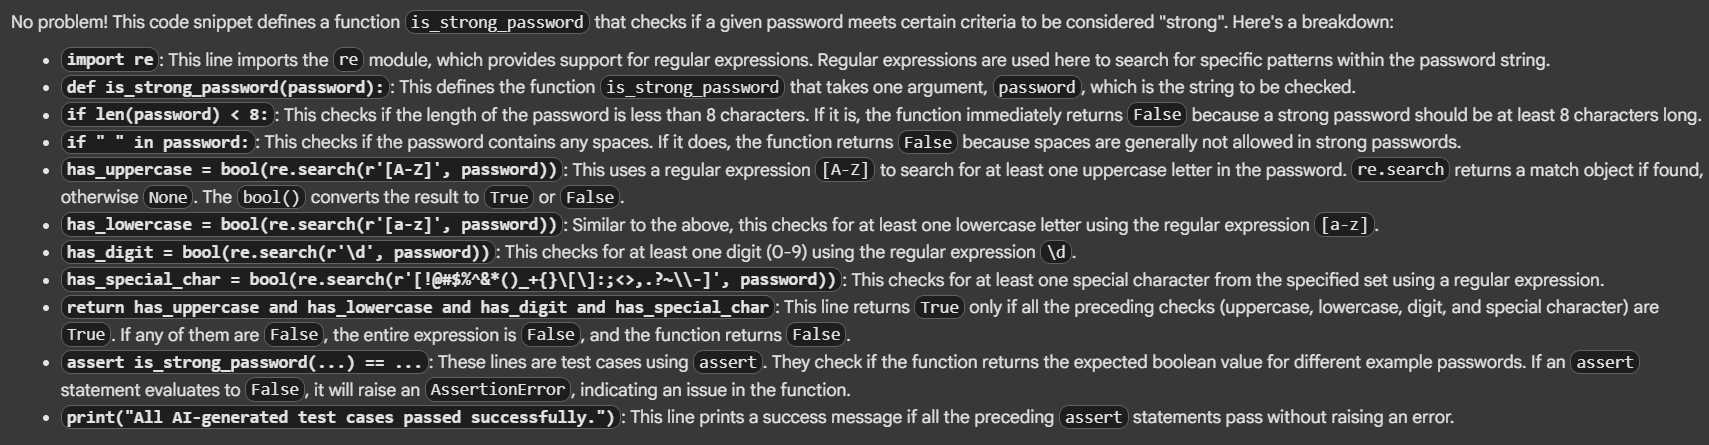 No problem! This code snippet defines a function is_strong_password that checks if a given password meets certain criteria to be considered "strong". Here's a breakdown:
• import re: This line imports the re module, which provides support for regular expressions. Regular expressions are used here to search for specific patterns within the password string.
• def is_strong_password(password):: This defines the function is_strong_password that takes one argument, password, which is the string to be checked.
• if len(password) < 8:: This checks if the length of the password is less than 8 characters. If it is, the function immediately returns False because a strong password should be at least 8 characters long.
• if " " in password:: This checks if the password contains any spaces. If it does, the function returns False because spaces are generally not allowed in strong passwords.
• has_uppercase = bool(re.search(r'[A-Z]', password)): This uses a regular expression [A-Z] to search for at least one uppercase letter in the password. re.search returns a match object if found,
otherwise None. The bool() converts the result to True or False.
• has_lowercase = bool(re.search(r'[a-z]', password)): Similar to the above, this checks for at least one lowercase letter using the regular expression [a-z].
• has_digit = bool(re.search(r'\d', password)): This checks for at least one digit (0-9) using the regular expression \d.
• has_special_char = bool(re.search(r'[!@#$%^&*()_+{}\[\]:;<>,.?~\\-]', password)): This checks for at least one special character from the specified set using a regular expression.
• return has_uppercase and has_lowercase and has_digit and has_special_char: This line returns True only if all the preceding checks (uppercase, lowercase, digit, and special character) are
True. If any of them are False, the entire expression is False, and the function returns False.
• assert is_strong_password(...) == ...: These lines are test cases using assert. They check if the function returns the expected boolean value for different example passwords. If an assert
statement evaluates to False, it will raise an AssertionError, indicating an issue in the function.
• print("All AI-generated test cases passed successfully."): This line prints a success message if all the preceding assert statements pass without raising an error.